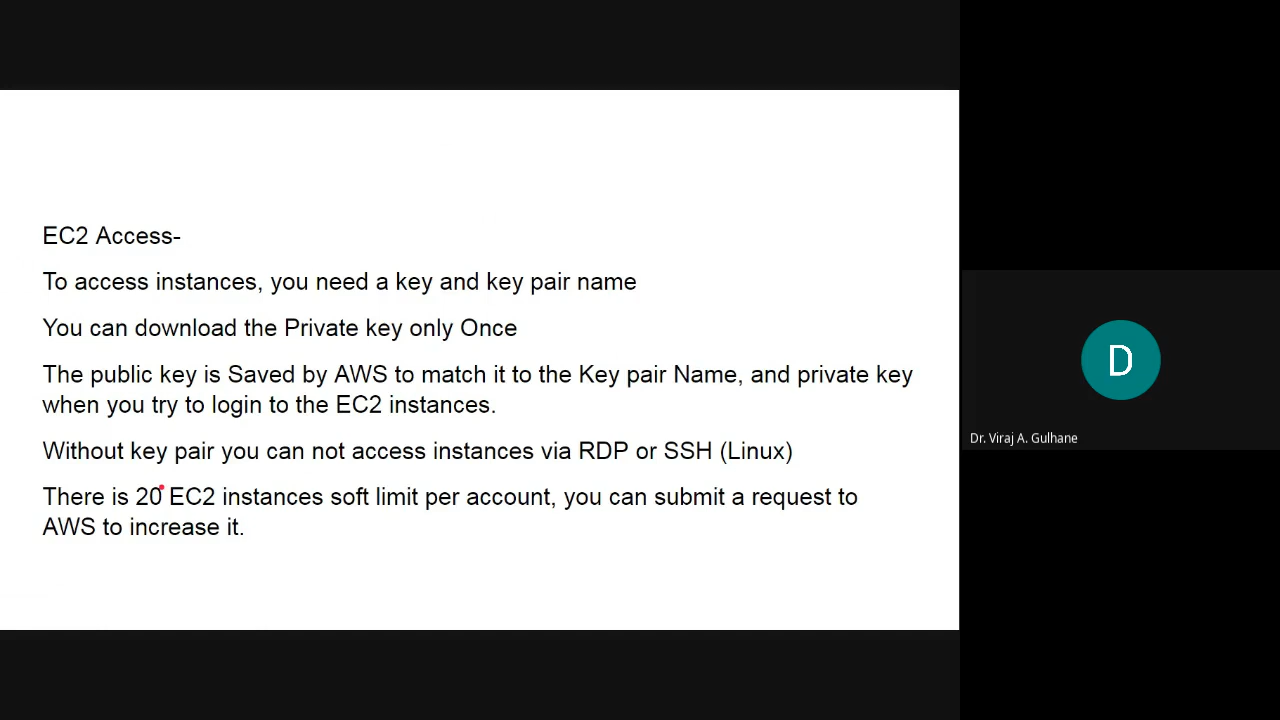 EC2 Access-
To access instances, you need a key and key pair name
You can download the Private key only Once
The public key is Saved by AWS to match it to the Key pair Name, and private key
when you try to login to the EC2 instances.
Without key pair you can not access instances via RDP or SSH (Linux)
There is 20 EC2 instances soft limit per account, you can submit a request to
AWS to increase it.
D
Dr. Viraj A. Gulhane